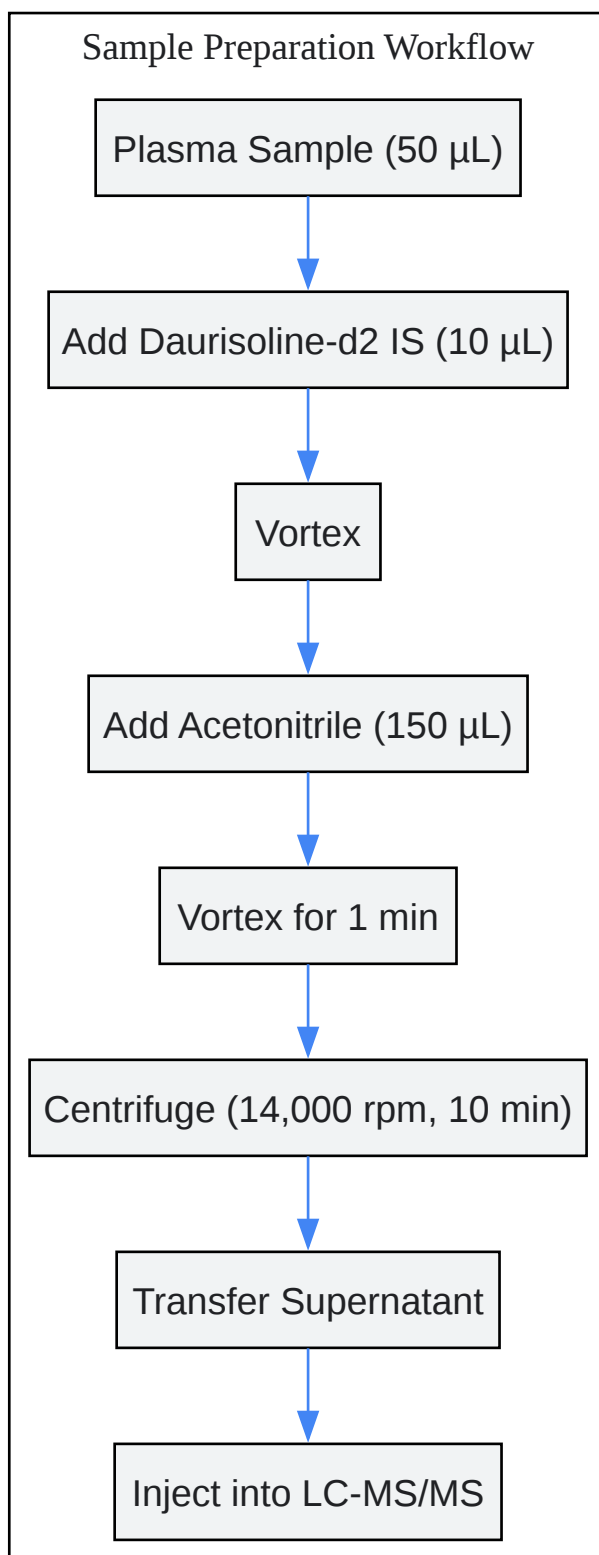 Sample Preparation Workflow
Plasma Sample (50 µL)
Add Daurisoline-d2 IS (10 µL)
Vortex
Add Acetonitrile (150 µL)
Vortex for 1 min
Centrifuge (14,000 rpm, 10 min)
Transfer Supernatant
Inject into LC-MS/MS